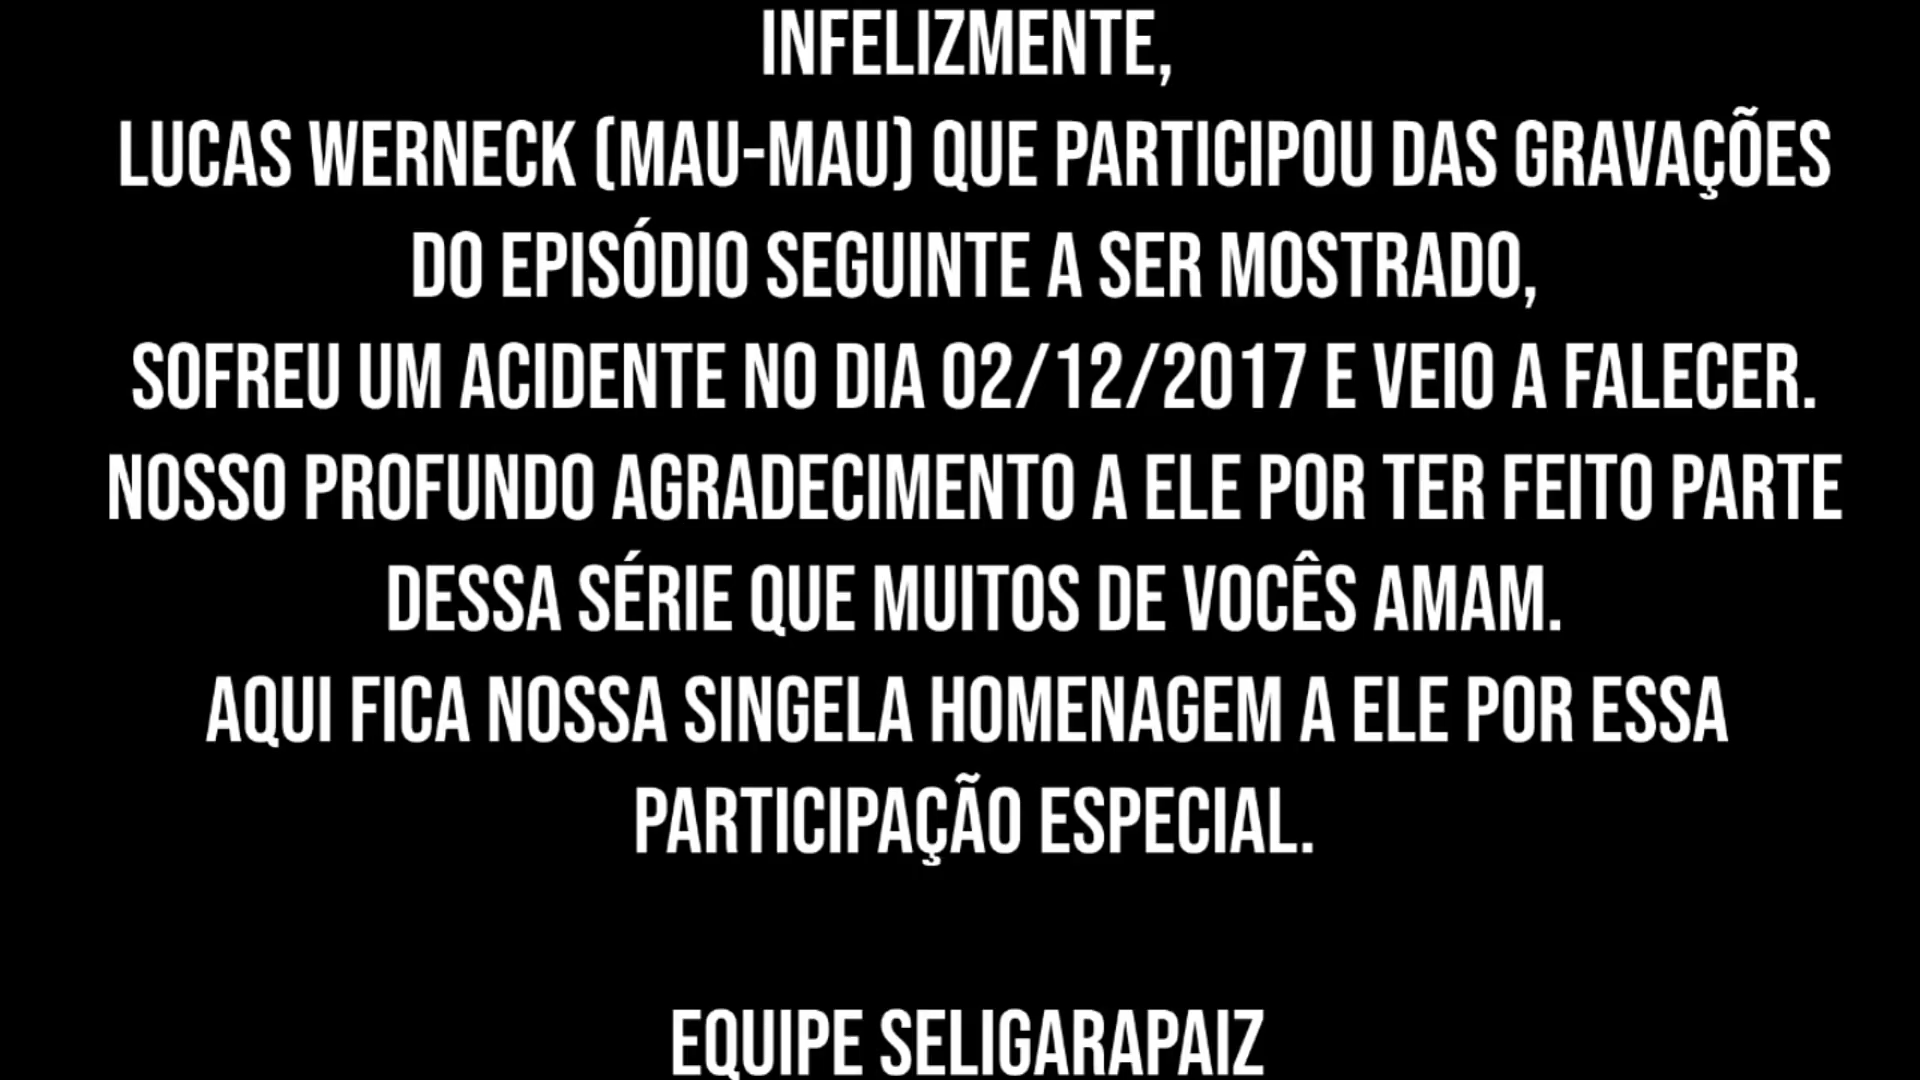 INFELIZMENTE,
LUCAS WERNECK (MAU-MAU) QUE PARTICIPOU DAS GRAVAÇÕES
DO EPISÓDIO SEGUINTE A SER MOSTRADO,
SOFREU UM ACIDENTE NO DIA 02/12/2017 E VEIO A FALECER.
NOSSO PROFUNDO AGRADECIMENTO A ELE POR TER FEITO PARTE
DESSA SÉRIE QUE MUITOS DE VOCÊS AMAM.
AQUI FICA NOSSA SINGELA HOMENAGEM A ELE POR ESSA
PARTICIPAÇÃO ESPECIAL.
EQUIPE SELIGARAPAIZ